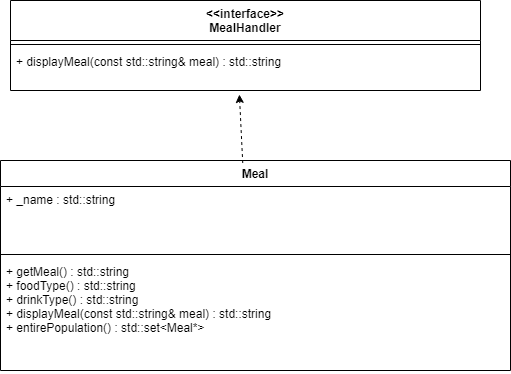 <<interface>>
MealHandler
+ displayMeal(const std::string& meal) : std::string
Meal
+ _name : std::string
+ getMeal() : std::string
+ foodType() : std::string
+ drinkType() : std::string
+ displayMeal(const std::string& meal) : std::string
+ entirePopulation() : std::set<Meal*>